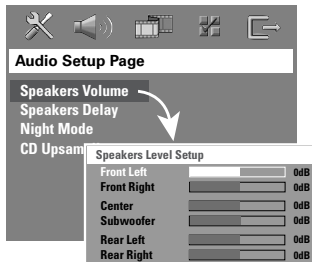 Audio Setup Page
Speakers Volume
Speakers Delay
Night Mode
CD Upsam
Speakers Level Setup
Front Left 0dB
Front Right 0dB
Center 0dB
Subwoofer 0dB
Rear Left 0dB
Rear Right 0dB